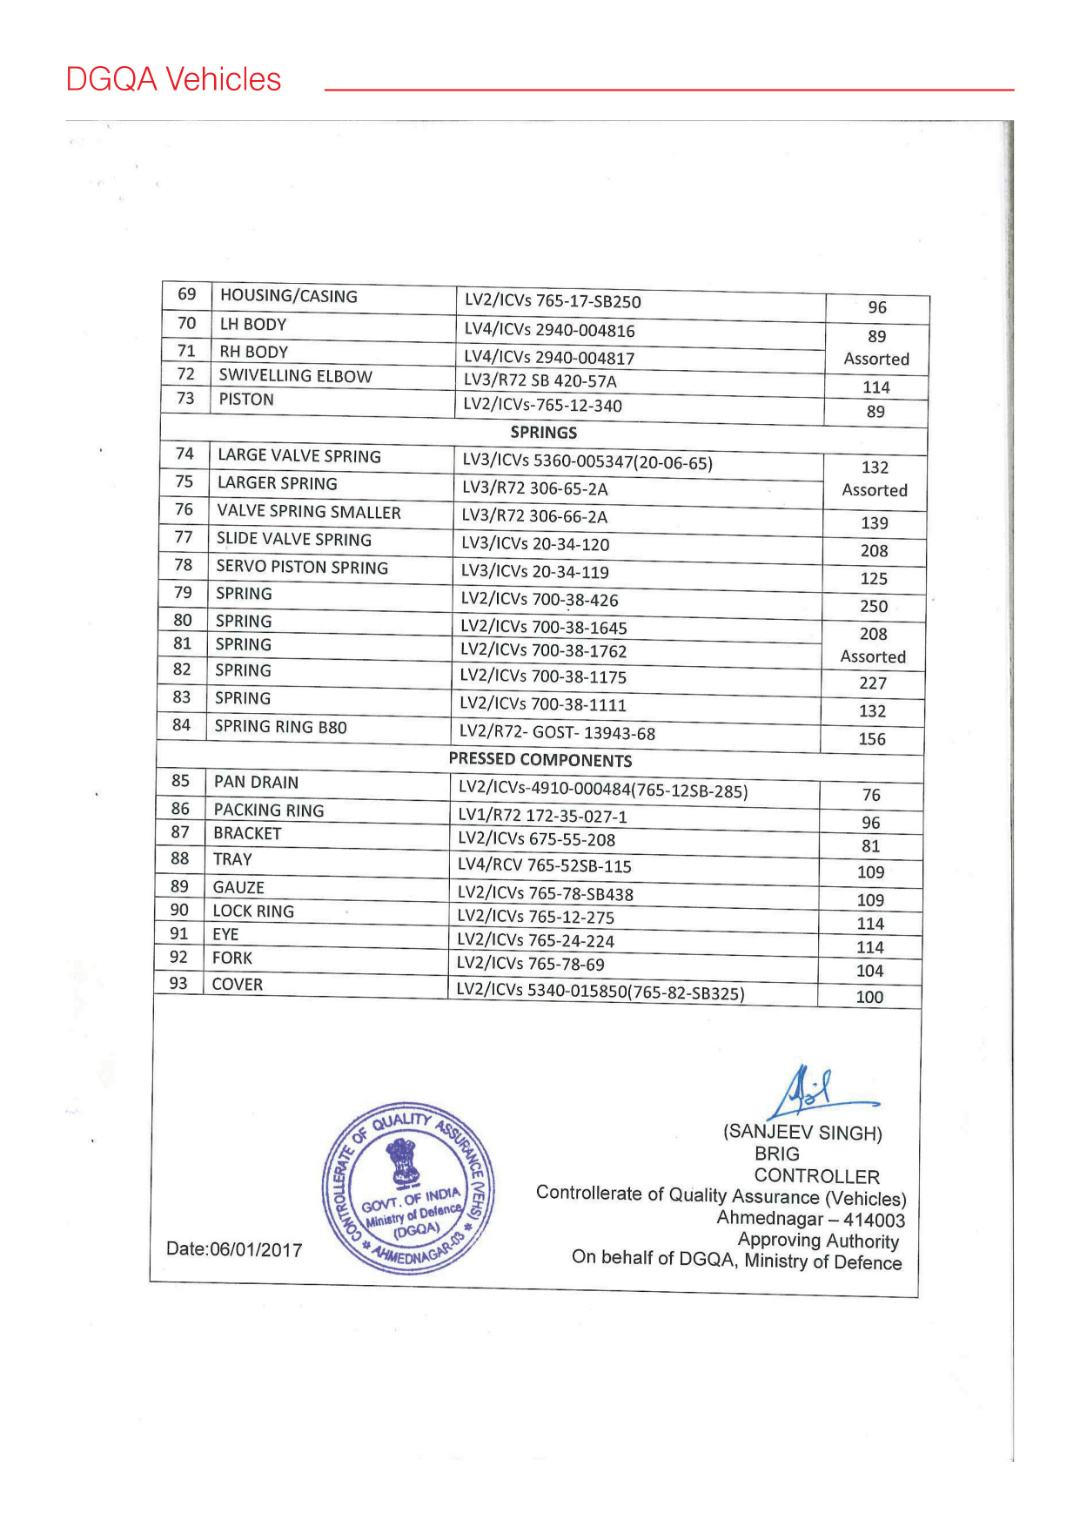 DGQA Vehicles
69 HOUSING/CASING LV2/ICVs 765-17-SB250 96
70 LH BODY LV4/ICVs 2940-004816 89
71 RH BODY LV4/ICVs 2940-004817 Assorted
72 SWIVELLING ELBOW LV3/R72 SB 420-57A 114
73 PISTON LV2/ICVs-765-12-340 89
SPRINGS
74 LARGE VALVE SPRING LV3/ICVs 5360-005347(20-06-65) 132
75 LARGER SPRING LV3/R72 306-65-2A Assorted
76 VALVE SPRING SMALLER LV3/R72 306-66-2A 139
77 SLIDE VALVE SPRING LV3/ICVs 20-34-120 208
78 SERVO PISTON SPRING LV3/ICVs 20-34-119 125
79 SPRING LV2/ICVs 700-38-426 250
80 SPRING LV2/ICVs 700-38-1645 208
81 SPRING LV2/ICVs 700-38-1762 Assorted
82 SPRING LV2/ICVs 700-38-1175 227
83 SPRING LV2/ICVs 700-38-1111 132
84 SPRING RING B80 LV2/R72- GOST- 13943-68 156
PRESSED COMPONENTS
85 PAN DRAIN LV2/ICVs-4910-000484(765-12SB-285) 76
86 PACKING RING LV1/R72 172-35-027-1 96
87 BRACKET LV2/ICVs 675-55-208 81
88 TRAY LV4/RCV 765-52SB-115 109
89 GAUZE LV2/ICVs 765-78-SB438 109
90 LOCK RING LV2/ICVs 765-12-275 114
91 EYE LV2/ICVs 765-24-224 114
92 FORK LV2/ICVs 765-78-69 104
93 COVER LV2/ICVs 5340-015850(765-82-SB325) 100
(SANJEEV SINGH)
BRIG
CONTROLLER
Controllerate of Quality Assurance (Vehicles)
Ahmednagar – 414003
Approving Authority
On behalf of DGQA, Ministry of Defence
Date:06/01/2017
CONTROLLERATE OF QUALITY ASSURANCE (VEHS)
GOVT. OF INDIA
Ministry of Defence
(DGQA)
* AHMEDNAGAR-03 *